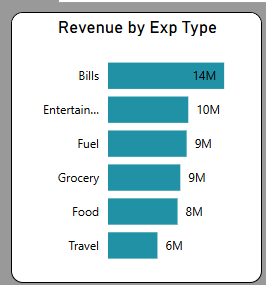 Revenue by Exp Type
Bills 14M
Entertain... 10M
Fuel 9M
Grocery 9M
Food 8M
Travel 6M